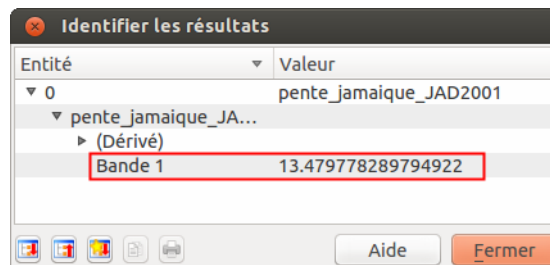 Identifier les résultats
Entité Valeur
0 pente_jamaique_JAD2001
pente_jamaique_JA...
(Dérivé)
Bande 1 13.479778289794922
Aide Fermer